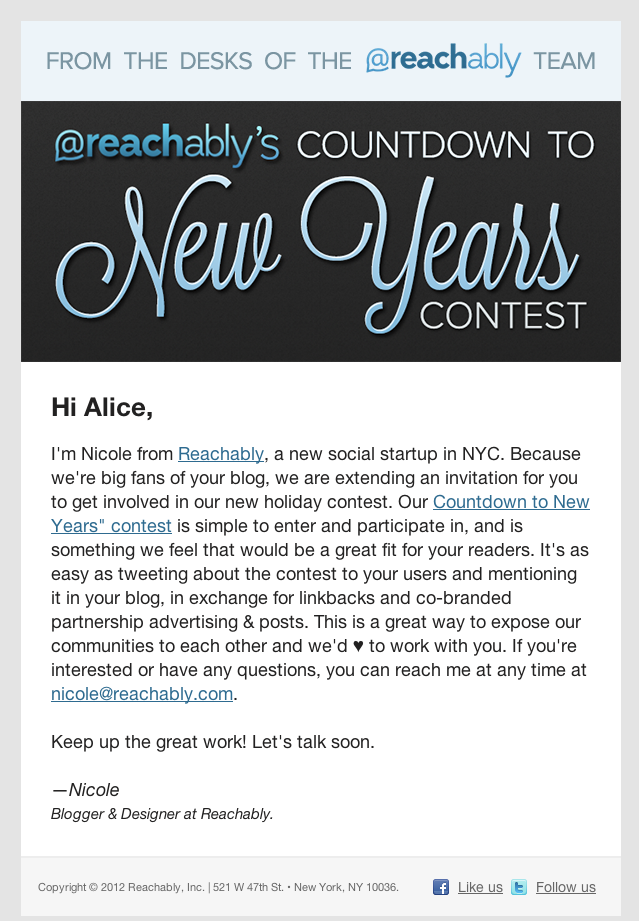 FROM THE DESKS OF THE @reachably TEAM
@reachably's COUNTDOWN TO
New Years
CONTEST
Hi Alice,
I'm Nicole from Reachably, a new social startup in NYC. Because
we're big fans of your blog, we are extending an invitation for you
to get involved in our new holiday contest. Our Countdown to New
Years" contest is simple to enter and participate in, and is
something we feel that would be a great fit for your readers. It's as
easy as tweeting about the contest to your users and mentioning
it in your blog, in exchange for linkbacks and co-branded
partnership advertising & posts. This is a great way to expose our
communities to each other and we'd ♥ to work with you. If you're
interested or have any questions, you can reach me at any time at
nicole@reachably.com.
Keep up the great work! Let's talk soon.
—Nicole
Blogger & Designer at Reachably.
Copyright © 2012 Reachably, Inc. | 521 W 47th St. • New York, NY 10036. Like us Follow us